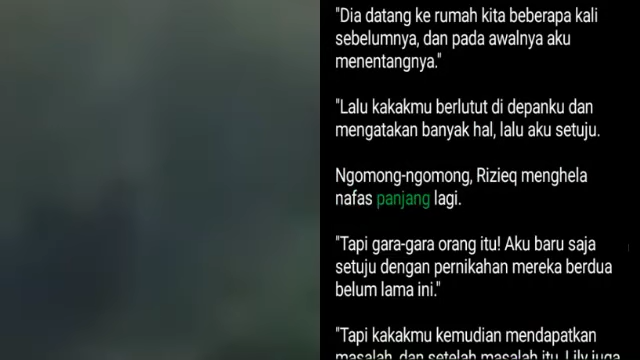 "Dia datang ke rumah kita beberapa kali
sebelumnya, dan pada awalnya aku
menentangnya."
"Lalu kakakmu berlutut di depanku dan
mengatakan banyak hal, lalu aku setuju.
Ngomong-ngomong, Rizieq menghela
nafas panjang lagi.
"Tapi gara-gara orang itu! Aku baru saja
setuju dengan pernikahan mereka berdua
belum lama ini."
"Tapi kakakmu kemudian mendapatkan
masalah, dan setelah masalah itu, Lily juga